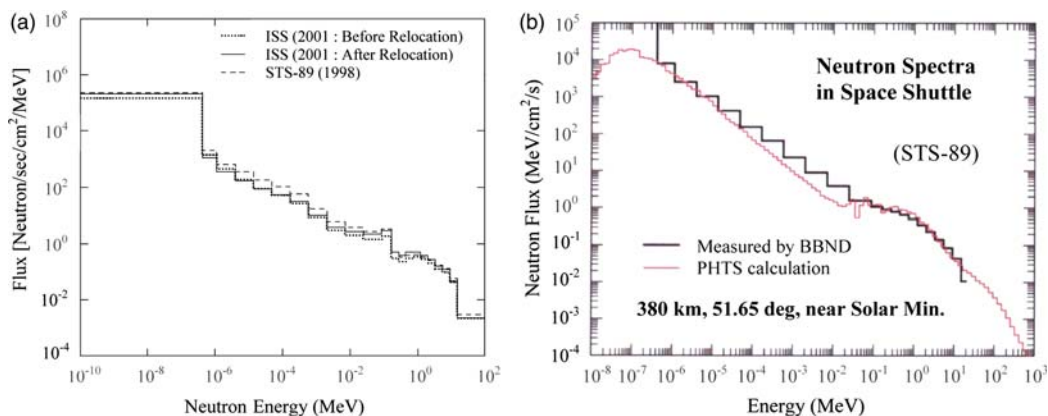 (a)
ISS (2001 : Before Relocation)
ISS (2001 : After Relocation)
STS-89 (1998)
10^8
10^6
10^4
10^2
10^0
10^-2
10^-4
Flux [Neutron/sec/cm^2/MeV]
10^-10 10^-8 10^-6 10^-4 10^-2 10^0 10^2
Neutron Energy (MeV)
(b)
10^5
10^4
10^3
10^2
10^1
10^0
10^-1
10^-2
10^-3
10^-4
Neutron Flux (MeV/cm^2/s)
Neutron Spectra
in Space Shuttle
(STS-89)
Measured by BBND
PHTS calculation
380 km, 51.65 deg, near Solar Min.
10^-8 10^-7 10^-6 10^-5 10^-4 10^-3 10^-2 10^-1 10^0 10^1 10^2 10^3
Energy (MeV)